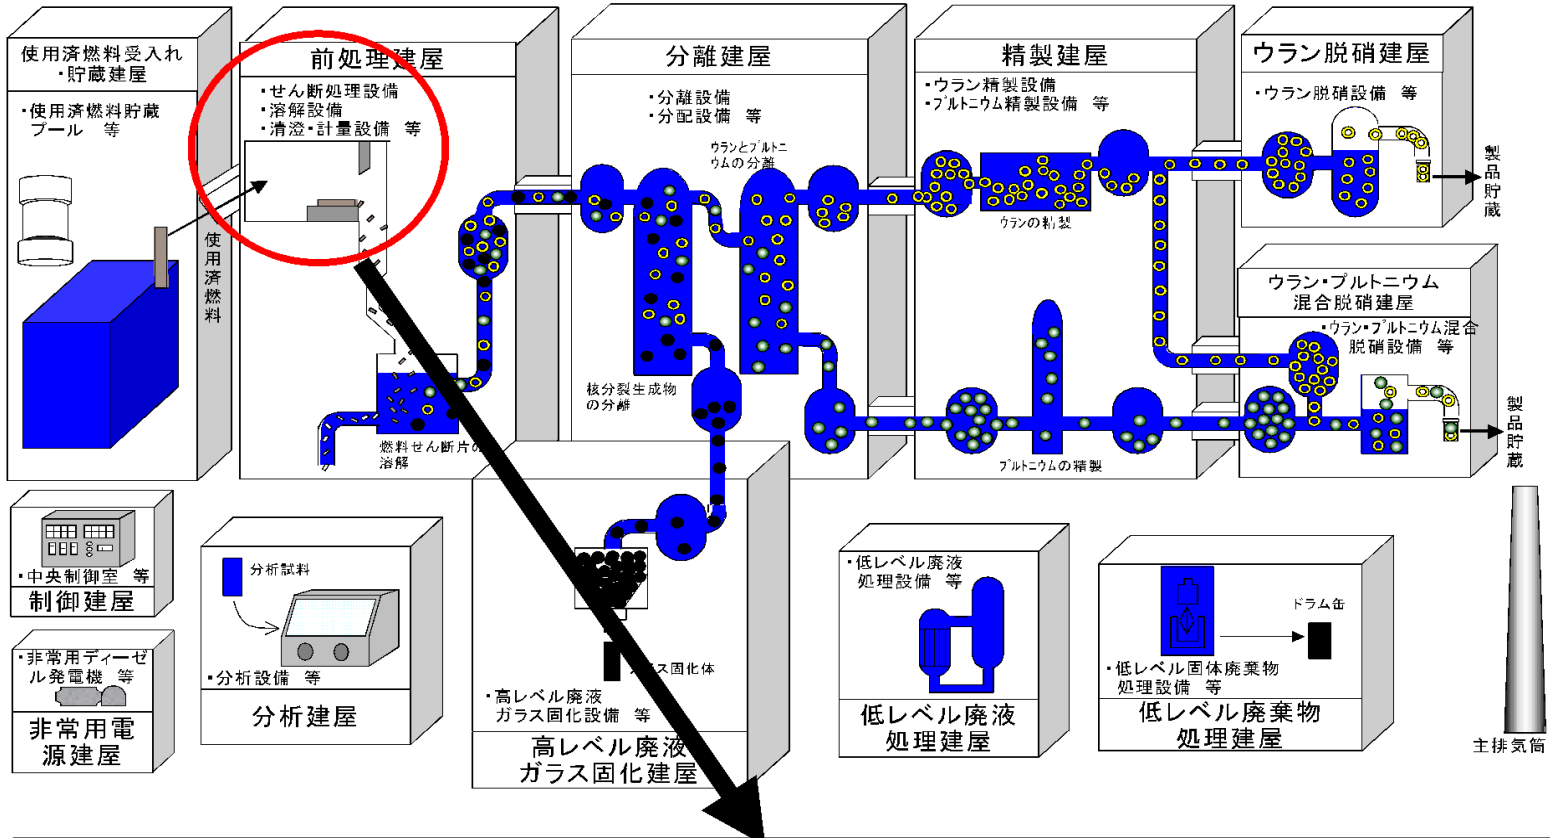 使用済燃料受入れ
・貯蔵建屋
・使用済燃料貯蔵
プール 等
使用済燃料
前処理建屋
・せん断処理設備
・溶解設備
・清澄・計量設備 等
燃料せん断片の
溶解
分離建屋
・分離設備
・分配設備 等
ウランとプルトニ
ウムの分離
核分裂生成物
の分離
精製建屋
・ウラン精製設備
・プルトニウム精製設備 等
ウランの精製
プルトニウムの精製
ウラン脱硝建屋
・ウラン脱硝設備 等
製品貯蔵
ウラン・プルトニウム
混合脱硝建屋
・ウラン・プルトニウム混合
脱硝設備 等
製品貯蔵
・中央制御室 等
制御建屋
・非常用ディーゼ
ル発電機 等
非常用電
源建屋
分析試料
・分析設備 等
分析建屋
ガラス固化体
・高レベル廃液
ガラス固化設備 等
高レベル廃液
ガラス固化建屋
・低レベル廃液
処理設備 等
低レベル廃液
処理建屋
ドラム缶
・低レベル固体廃棄物
処理設備 等
低レベル廃棄物
処理建屋
主排気筒